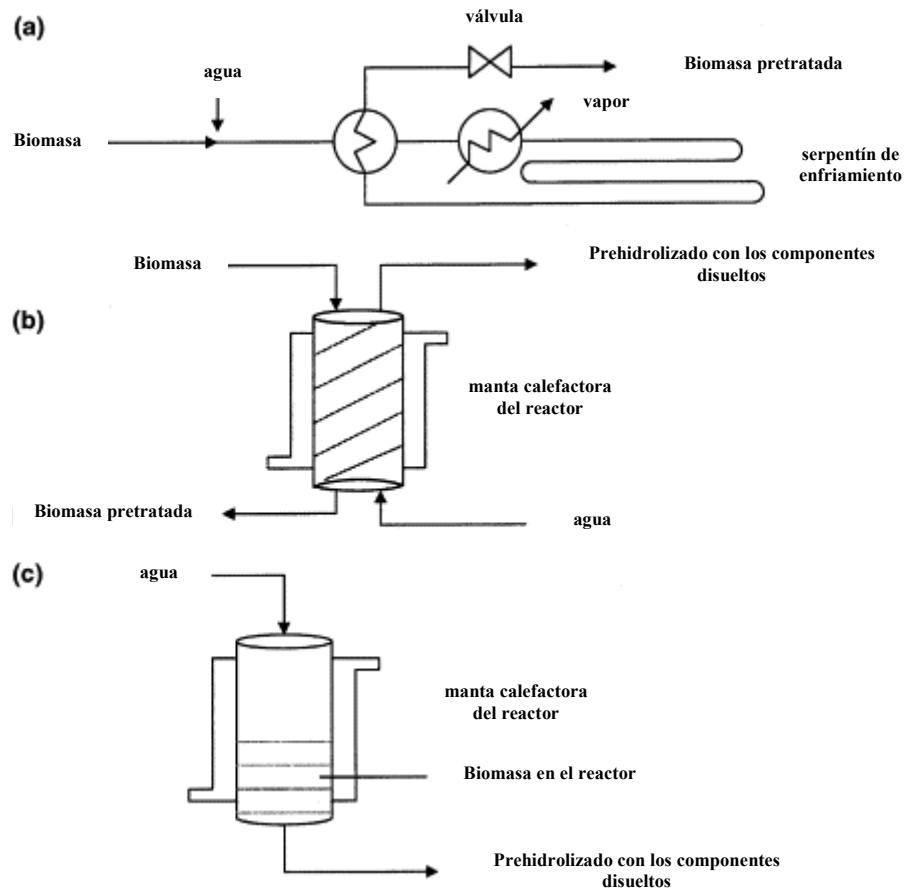 (a)
válvula
agua
Biomasa pretratada
vapor
Biomasa
serpentín de
enfriamiento
Biomasa
Prehidrolizado con los componentes
disueltos
(b)
manta calefactora
del reactor
Biomasa pretratada
agua
(c)
agua
manta calefactora
del reactor
Biomasa en el reactor
Prehidrolizado con los componentes
disueltos